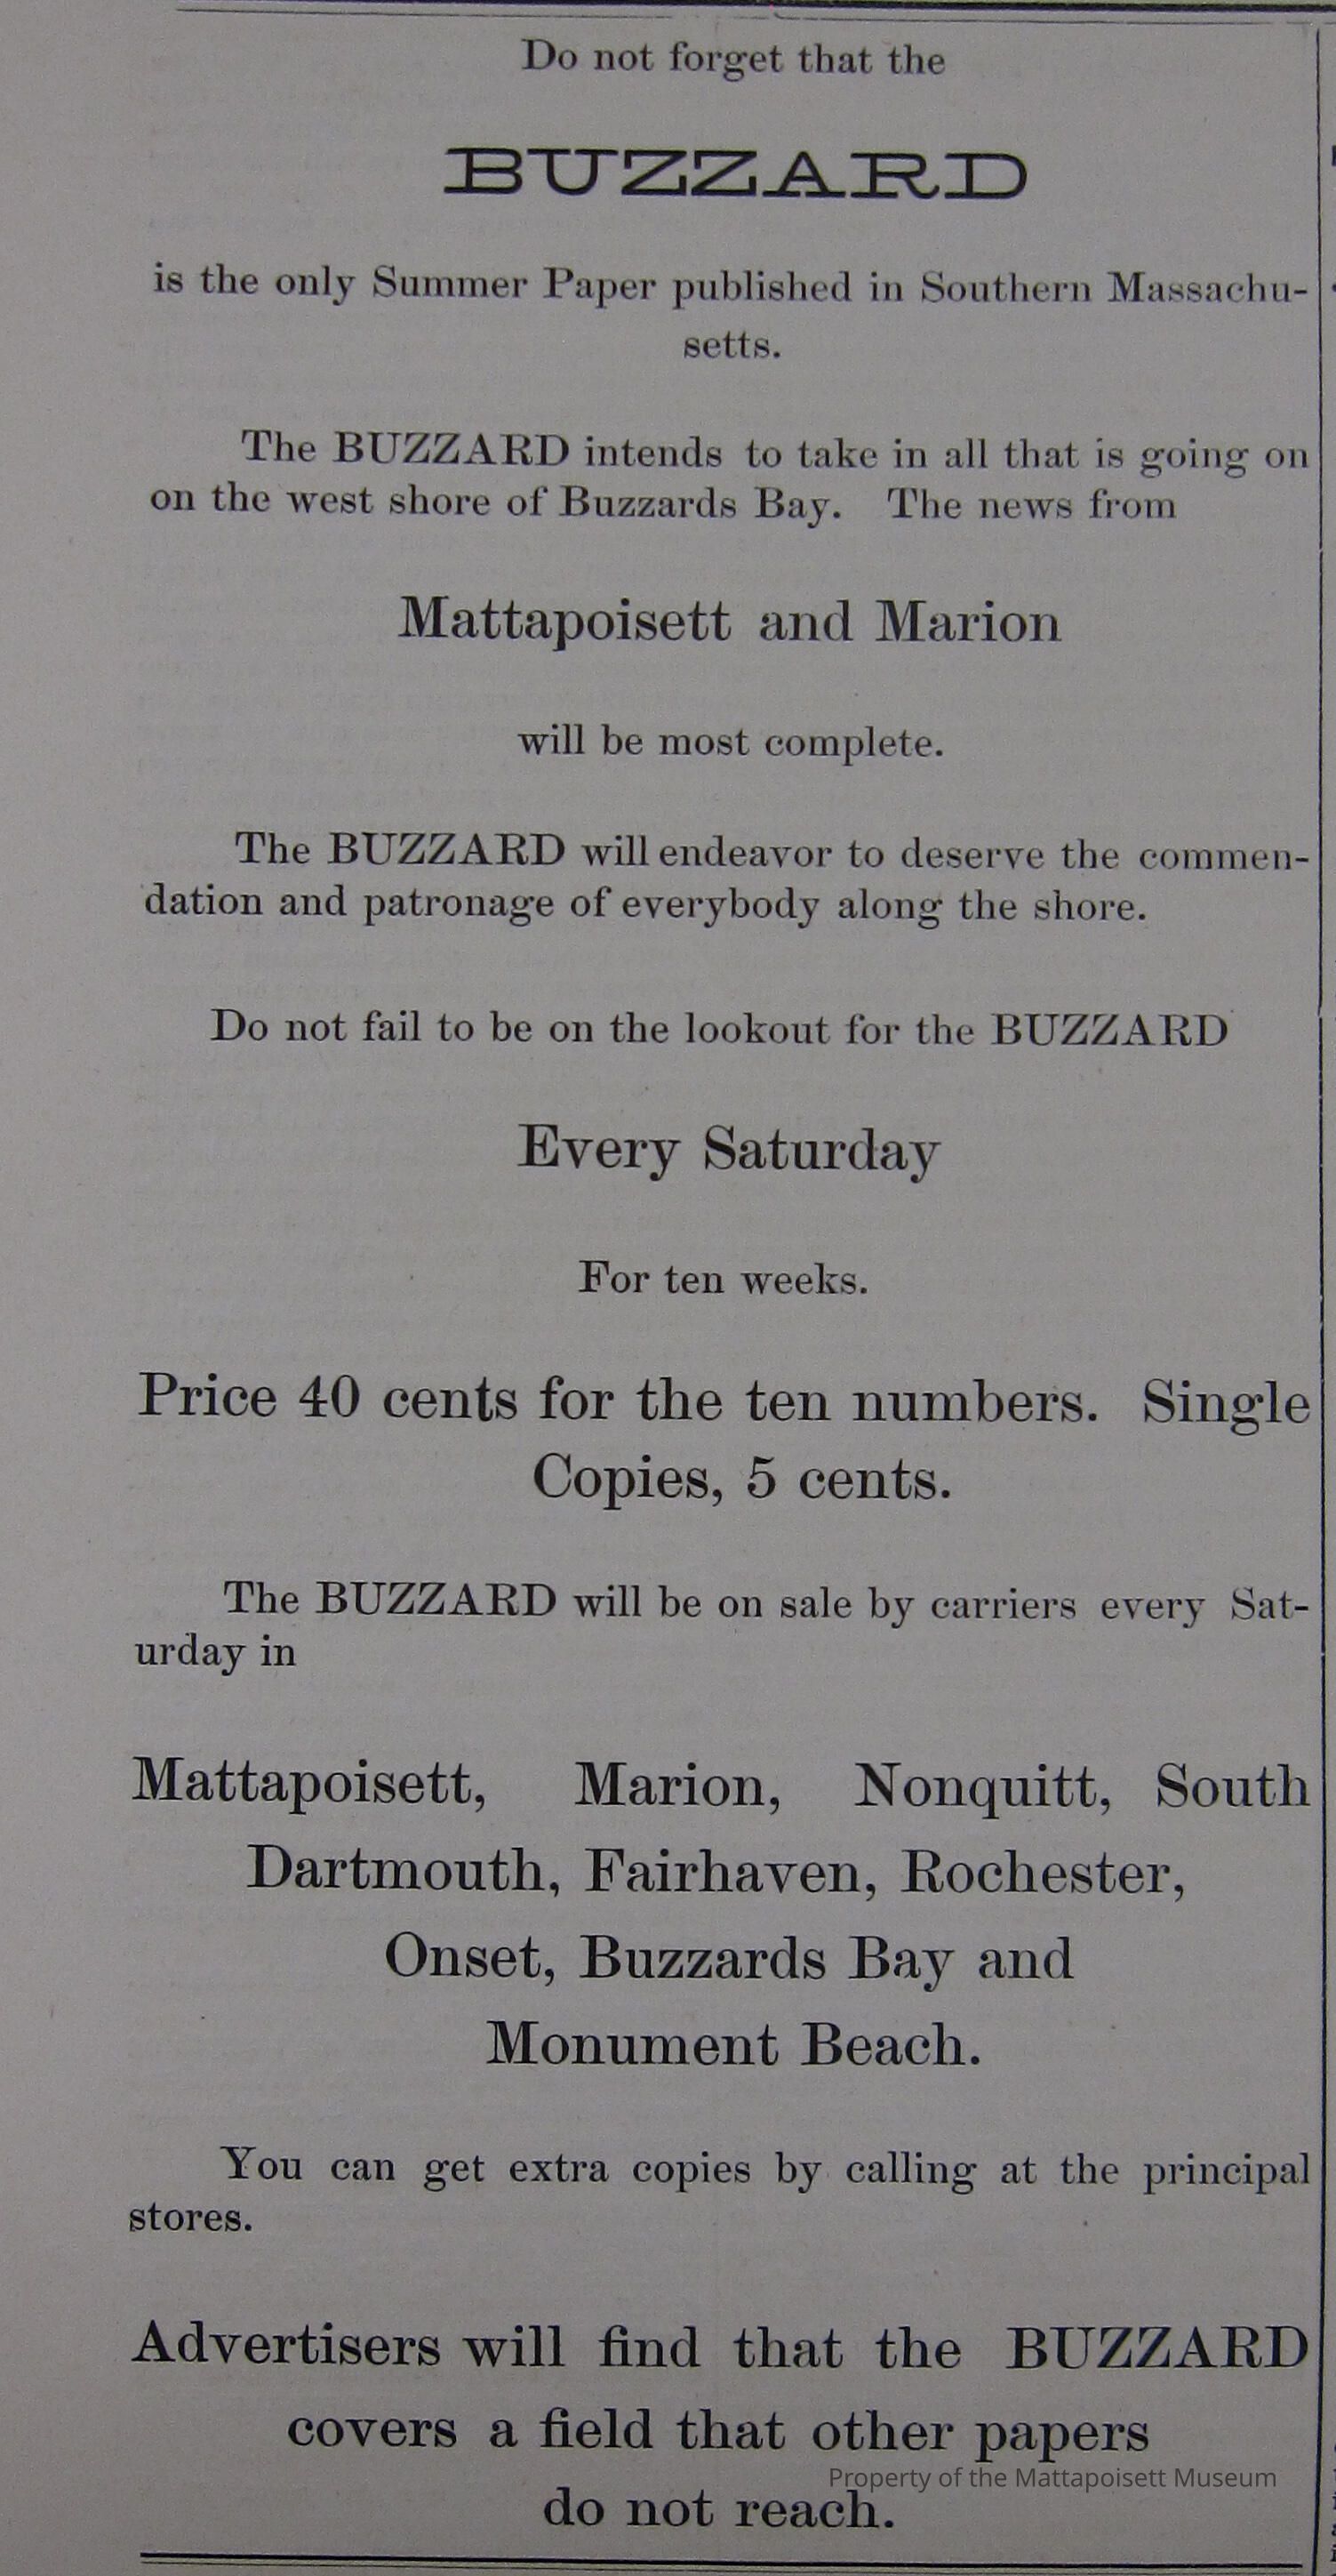 Do not forget that the
BUZZARD
is the only Summer Paper published in Southern Massachu-
setts.
The BUZZARD intends to take in all that is going on
on the west shore of Buzzards Bay. The news from
Mattapoisett and Marion
will be most complete.
The BUZZARD will endeavor to deserve the commen-
dation and patronage of everybody along the shore.
Do not fail to be on the lookout for the BUZZARD
Every Saturday
For ten weeks.
Price 40 cents for the ten numbers. Single
Copies, 5 cents.
The BUZZARD will be on sale by carriers every Sat-
urday in
Mattapoisett, Marion, Nonquitt, South
Dartmouth, Fairhaven, Rochester,
Onset, Buzzards Bay and
Monument Beach.
You can get extra copies by calling at the principal
stores.
Advertisers will find that the BUZZARD
covers a field that other papers
Property of the Mattapoisett Museum
do not reach.